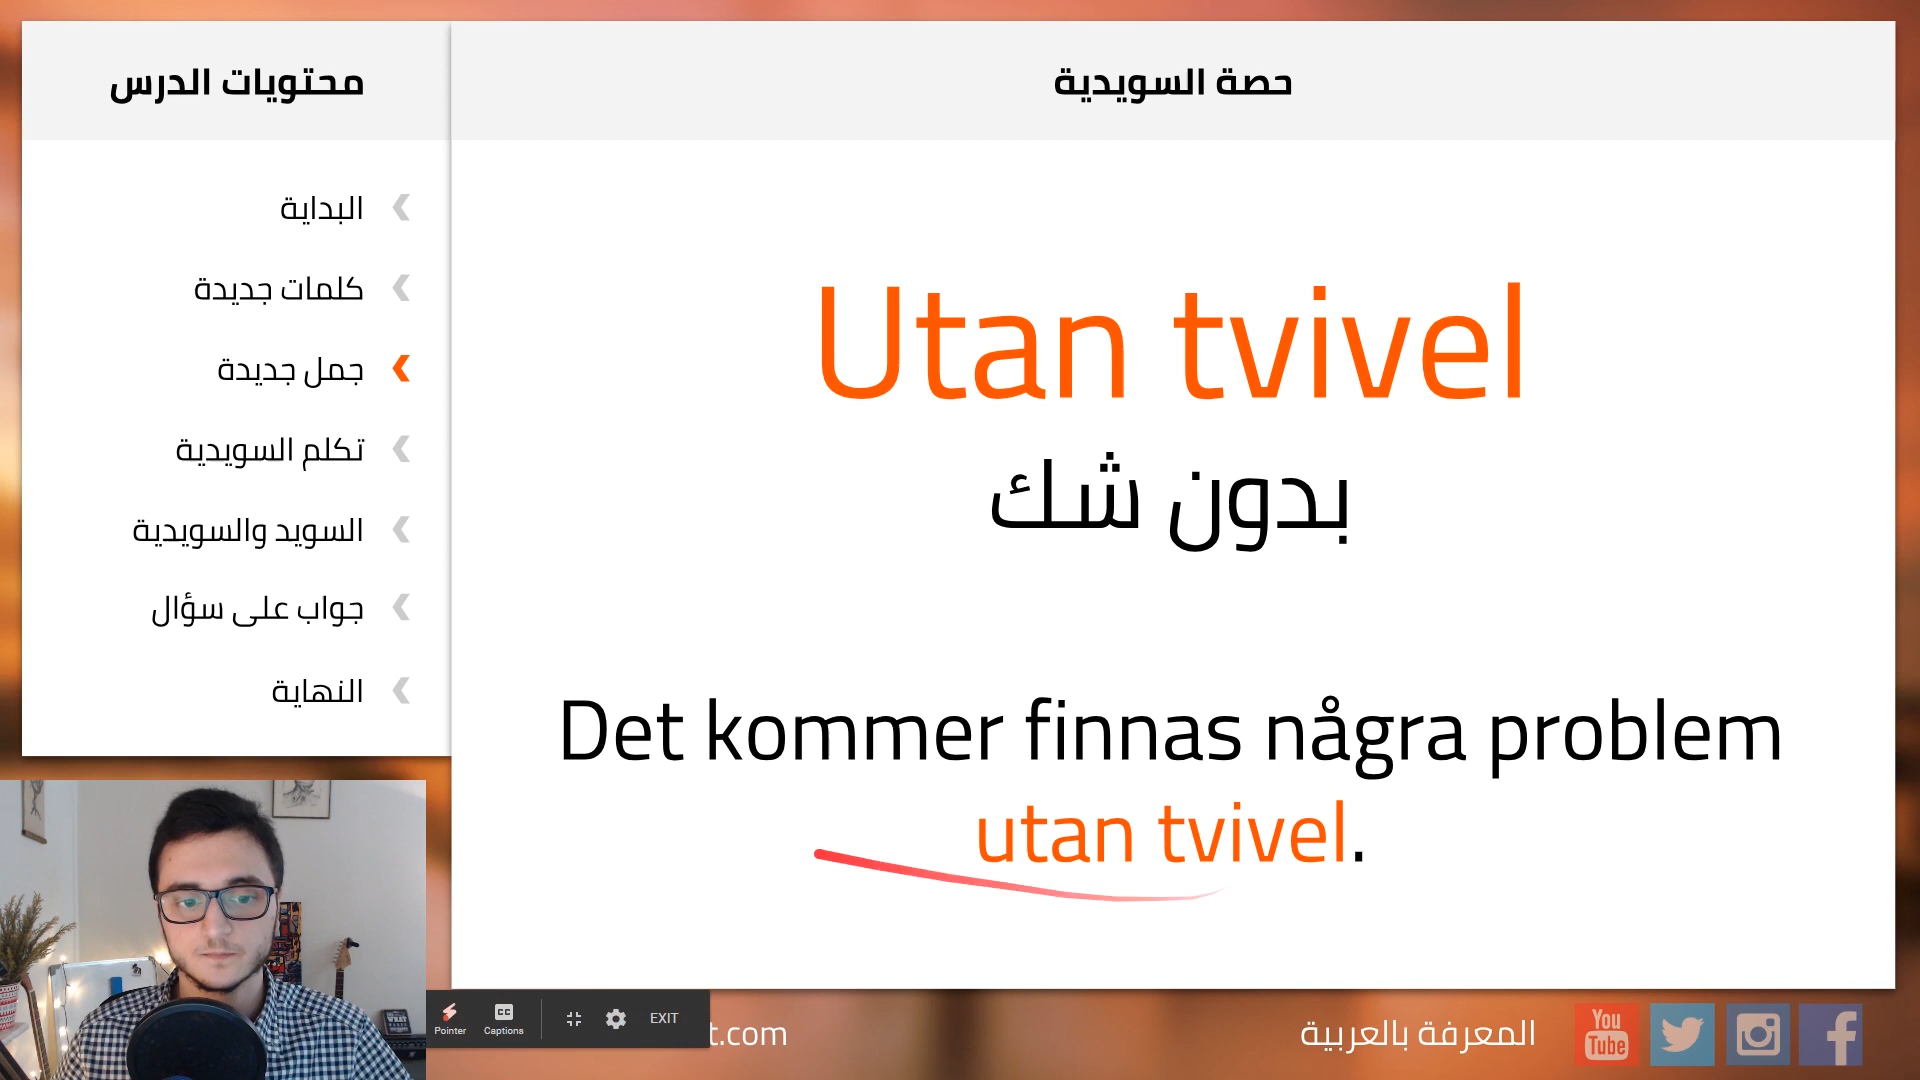 محتويات الدرس
البداية
كلمات جديدة
جمل جديدة
تكلم السويدية
السويد والسويدية
جواب على سؤال
النهاية
حصة السويدية
Utan tvivel
بدون شك
Det kommer finnas några problem
utan tvivel.
Pointer
Captions
EXIT
t.com
المعرفة بالعربية
You
Tube